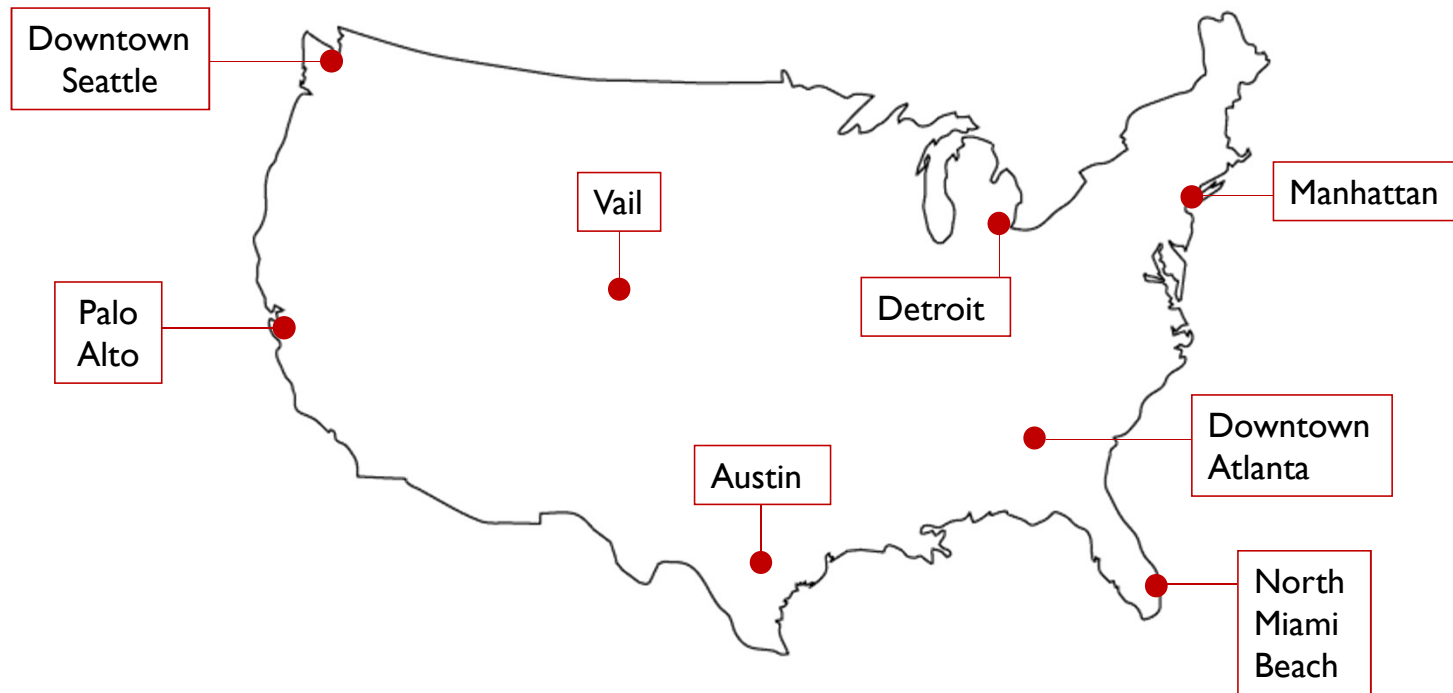 Downtown
Seattle
Vail
Manhattan
Detroit
Palo
Alto
Downtown
Atlanta
Austin
North
Miami
Beach